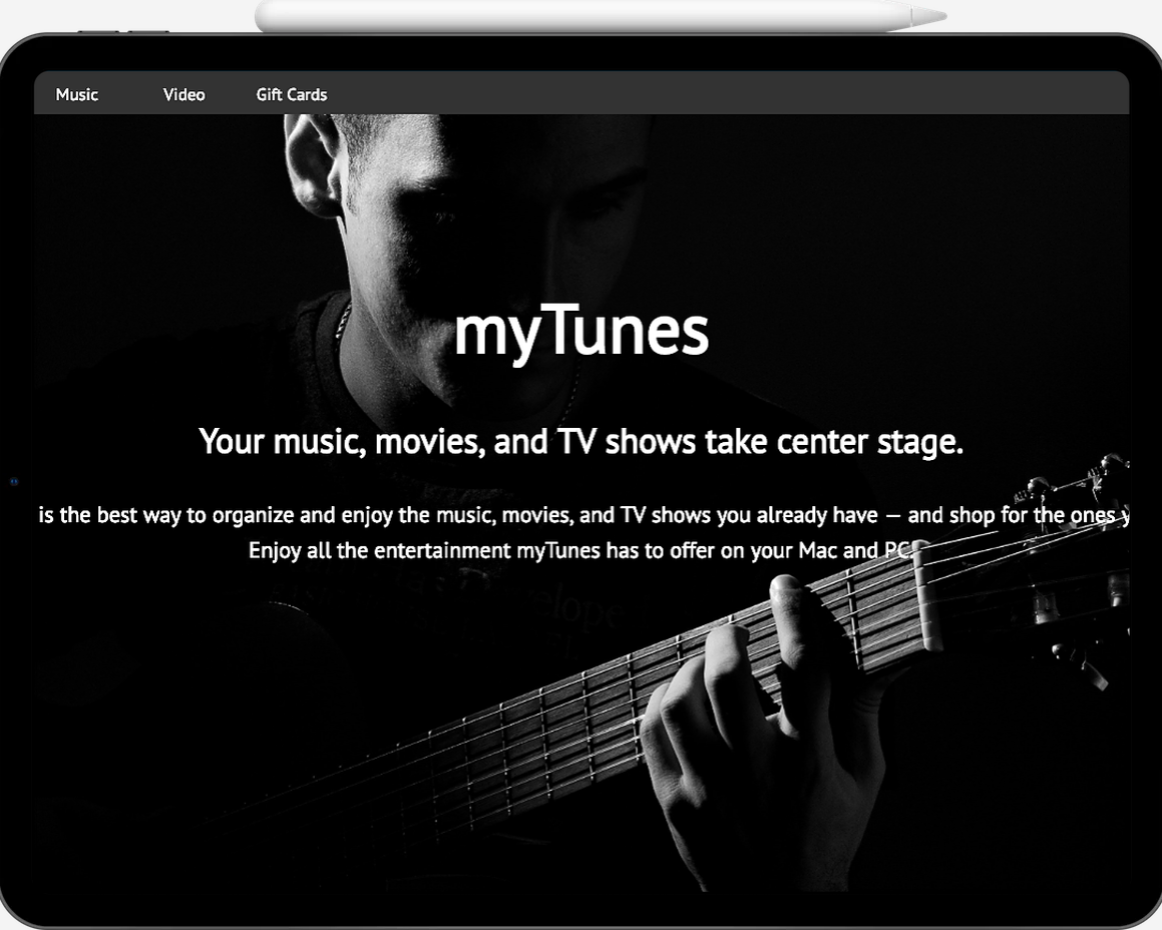 Music Video Gift Cards
myTunes
Your music, movies, and TV shows take center stage.
is the best way to organize and enjoy the music, movies, and TV shows you already have — and shop for the ones
Enjoy all the entertainment myTunes has to offer on your Mac and PC.